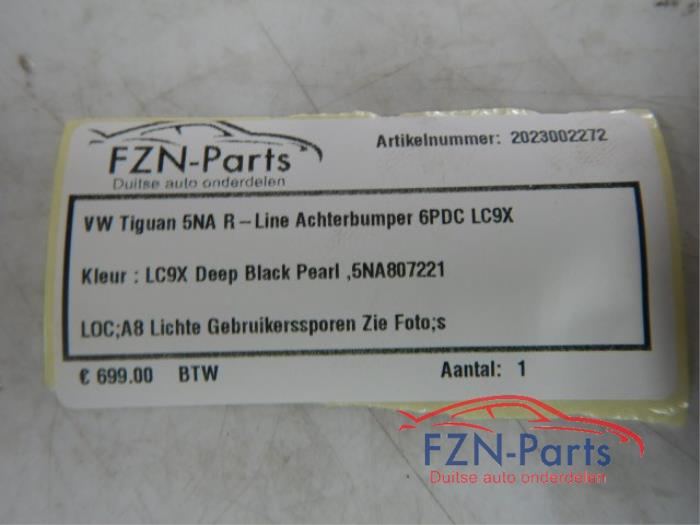 Artikelnummer: 2023002272
FZN-Parts
Duitse auto onderdelen
VW Tiguan 5NA R-Line Achterbumper 6PDC LC9X
Kleur : LC9X Deep Black Pearl ,5NA807221
LOC;A8 Lichte Gebruikerssporen Zie Foto;s
€ 699.00 BTW Aantal: 1
FZN-Parts
Duitse auto onderdelen